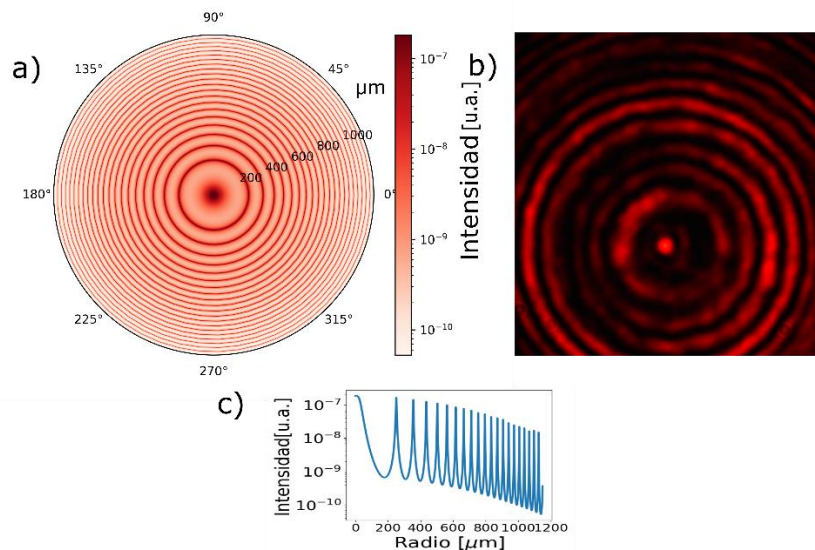 a)
90°
135°
45°
180°
0°
225°
315°
270°
200
400
600
800
1000
μm
10⁻⁷
10⁻⁸
10⁻⁹
10⁻¹⁰
Intensidad [u.a.]
b)
c)
Intensidad[u.a.]
10⁻⁷
10⁻⁸
10⁻⁹
10⁻¹⁰
0 200 400 600 800 1000 1200
Radio [μm]